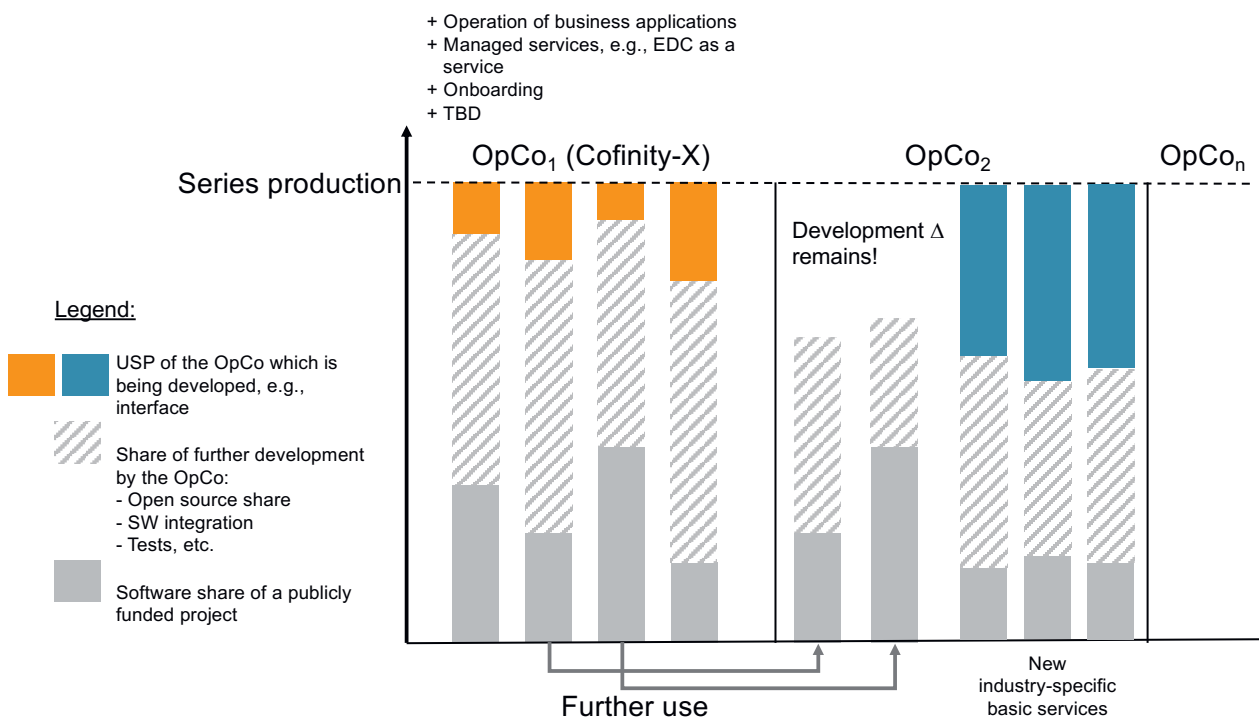 + Operation of business applications
+ Managed services, e.g., EDC as a
service
+ Onboarding
+ TBD
OpCo₁ (Cofinity-X)
OpCo₂
OpCoₙ
Series production
Development Δ
remains!
Legend:
USP of the OpCo which is
being developed, e.g.,
interface
Share of further development
by the OpCo:
- Open source share
- SW integration
- Tests, etc.
Software share of a publicly
funded project
Further use
New
industry-specific
basic services